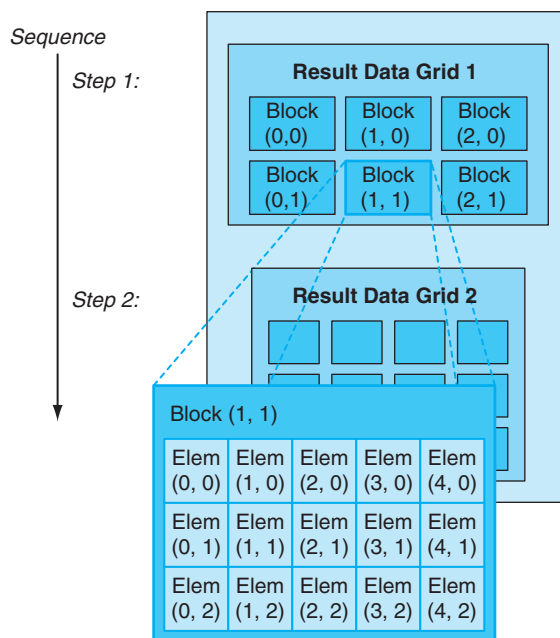 Sequence
Step 1:
Result Data Grid 1
Block Block Block
(0,0) (1, 0) (2, 0)
Block Block Block
(0,1) (1, 1) (2, 1)
Step 2:
Result Data Grid 2
Block (1, 1)
Elem Elem Elem Elem Elem
(0, 0) (1, 0) (2, 0) (3, 0) (4, 0)
Elem Elem Elem Elem Elem
(0, 1) (1, 1) (2, 1) (3, 1) (4, 1)
Elem Elem Elem Elem Elem
(0, 2) (1, 2) (2, 2) (3, 2) (4, 2)